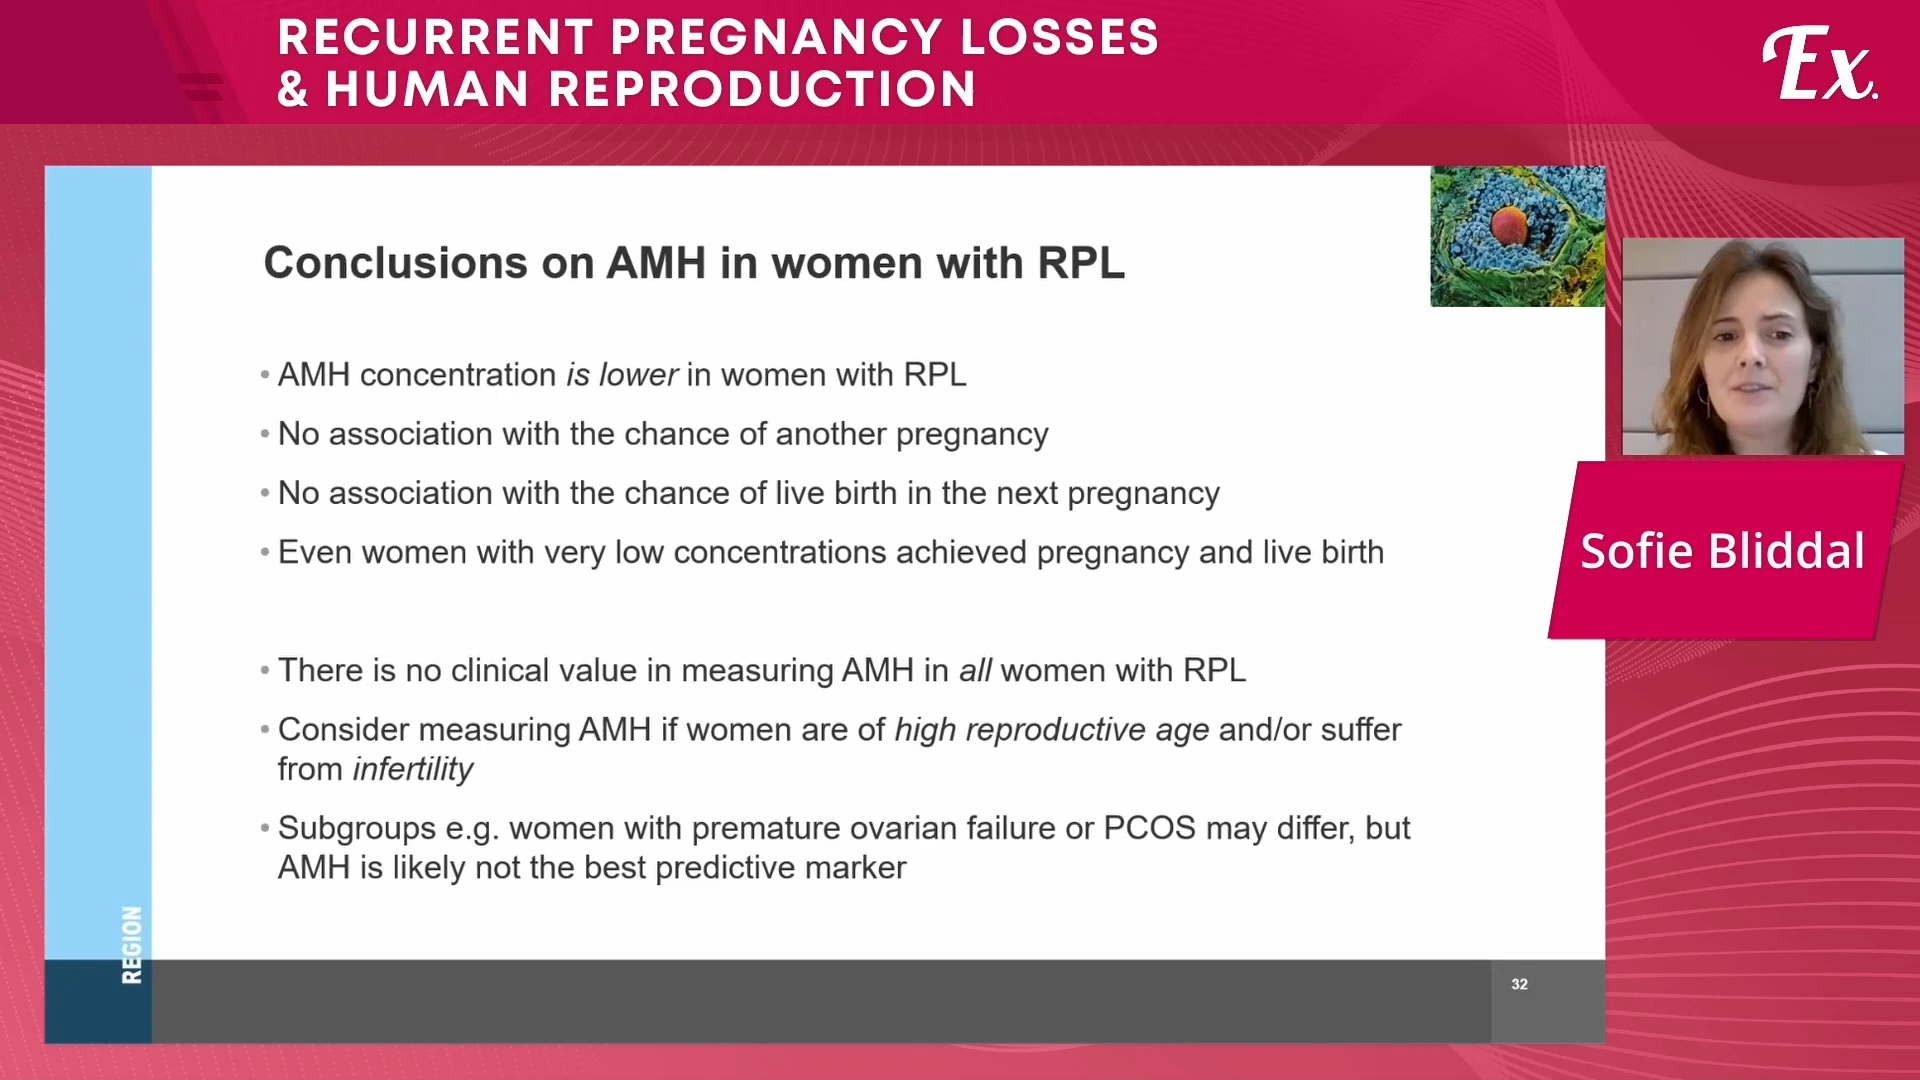 RECURRENT PREGNANCY LOSSES
& HUMAN REPRODUCTION
Ex.
Conclusions on AMH in women with RPL
• AMH concentration is lower in women with RPL
• No association with the chance of another pregnancy
• No association with the chance of live birth in the next pregnancy
• Even women with very low concentrations achieved pregnancy and live birth
• There is no clinical value in measuring AMH in all women with RPL
• Consider measuring AMH if women are of high reproductive age and/or suffer
from infertility
• Subgroups e.g. women with premature ovarian failure or PCOS may differ, but
AMH is likely not the best predictive marker
Sofie Bliddal
REGION
32